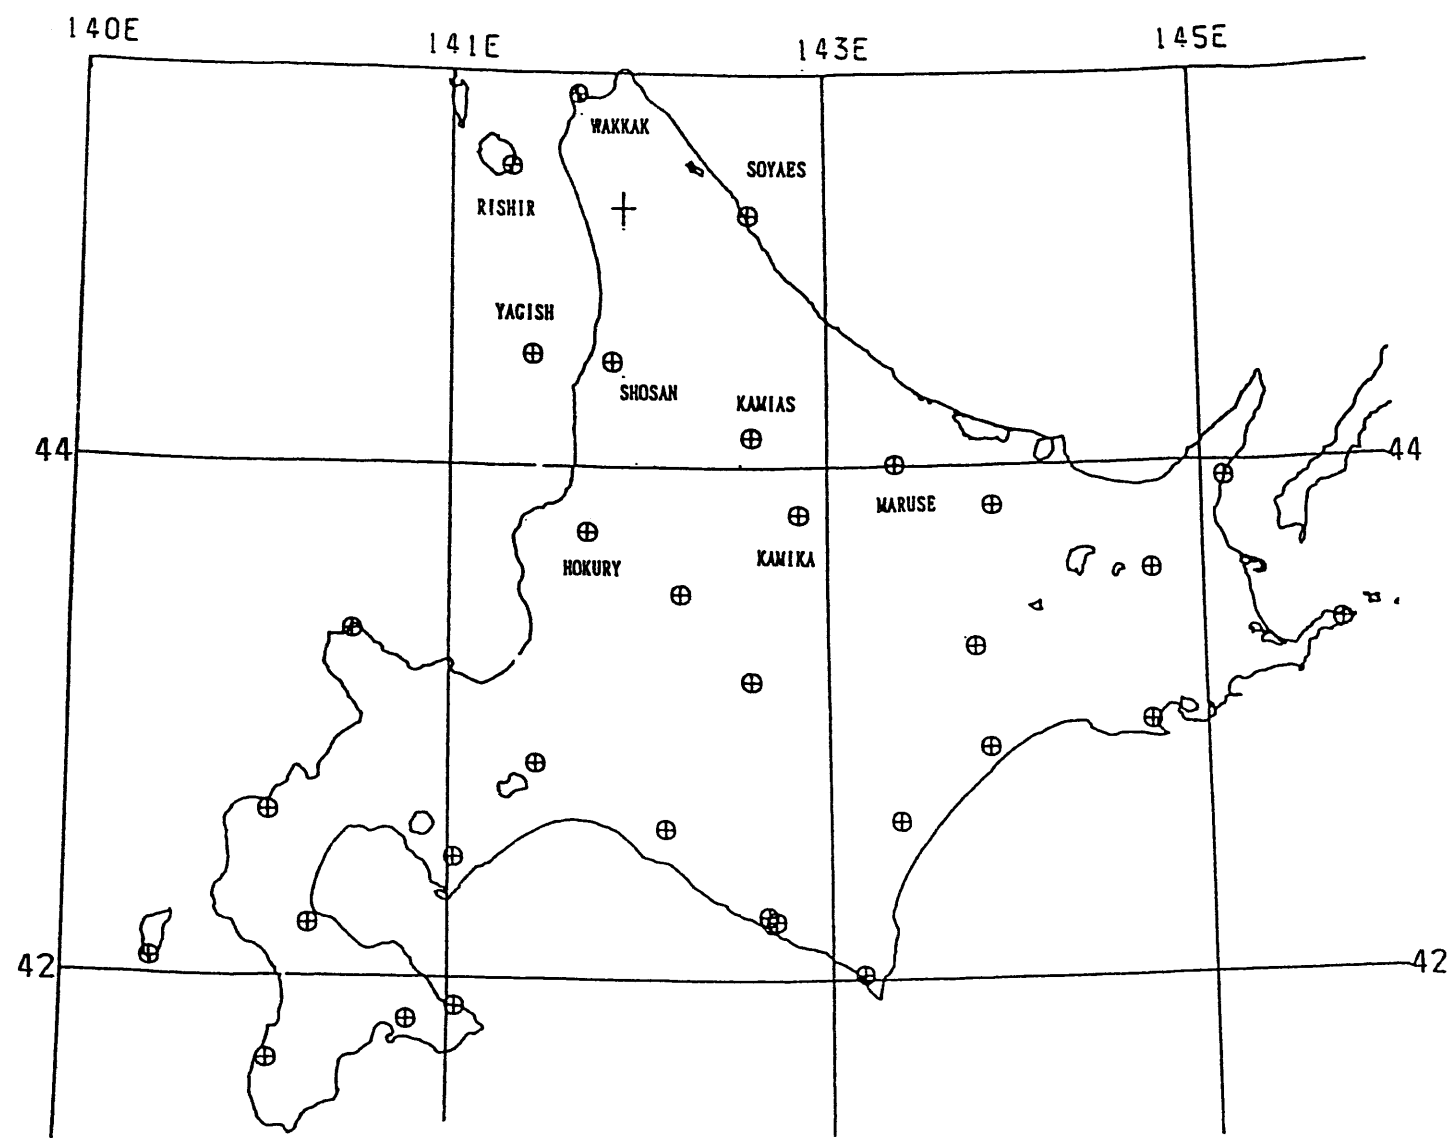 140E
141E
143E
145E
WAKKAK
SOYAES
RISHIR
YAGISH
SHOSAN
KAMIAS
44
44
MARUSE
HOKURY
KAMIKA
42
42